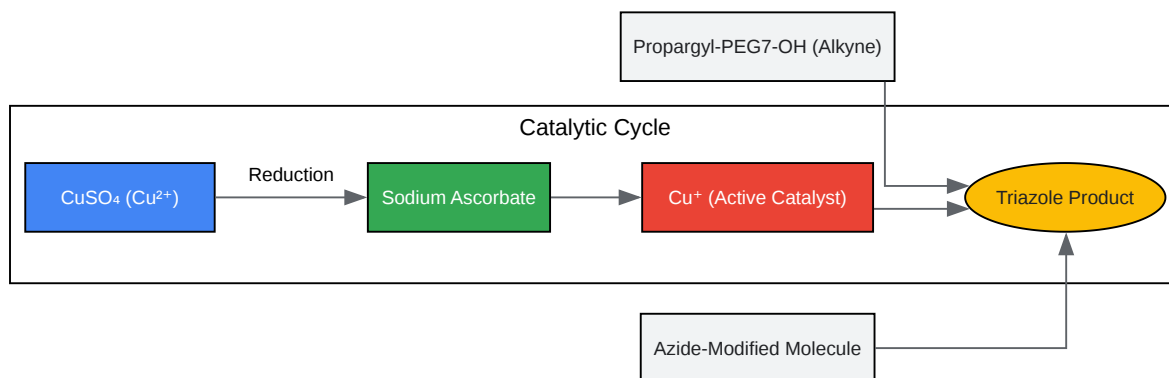 Propargyl-PEG7-OH (Alkyne)
Catalytic Cycle
CuSO₄ (Cu²⁺)
Reduction
Sodium Ascorbate
Cu⁺ (Active Catalyst)
Triazole Product
Azide-Modified Molecule